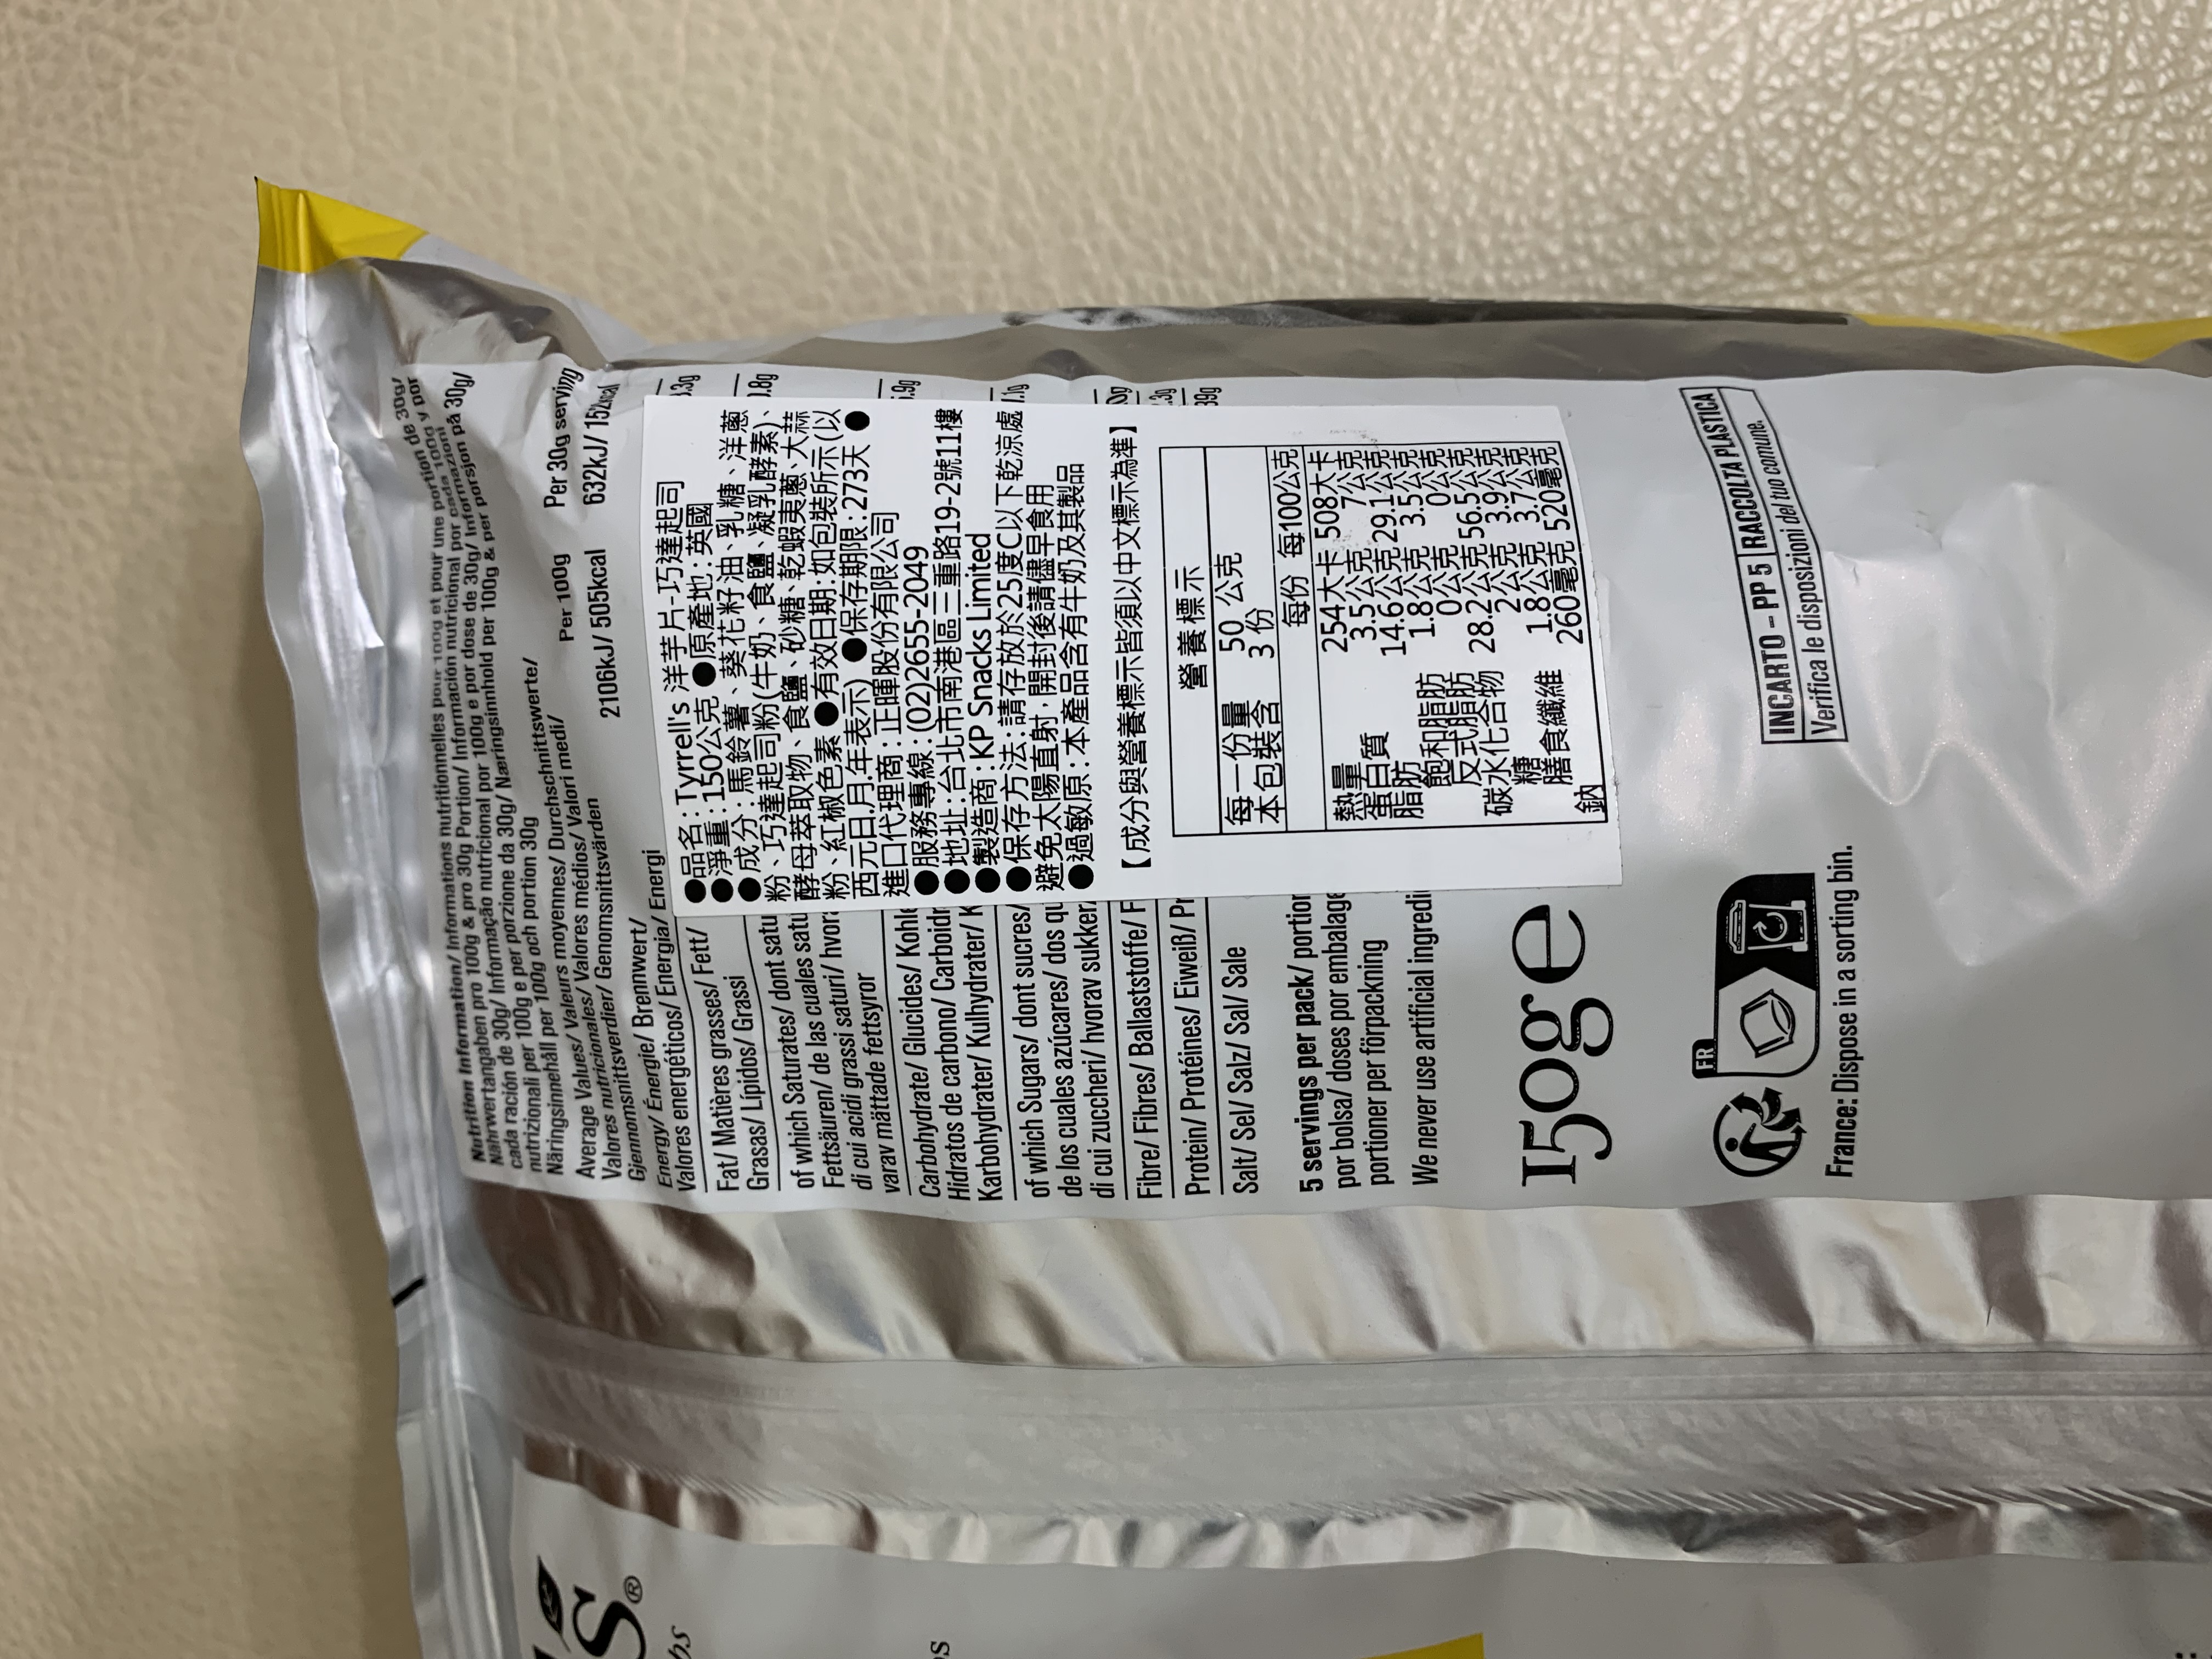 Nutrition Information/ Informations nutritionnelles pour 100g et pour une portion de 30g/
Nährwertangaben pro 100g & pro 30g Portion/ Información nutricional por 100g y por
cada ración de 30g/ Informação nutricional por 100g e por dose de 30g/ Informazioni
nutrizionali per 100g e per porzione da 30g/ Næringsinnhold per 100g & per porsjon på 30g/
Näringsinnehåll per 100g och portion 30g
Average Values/ Valeurs moyennes/ Durchschnittswerte/ Per 100g Per 30g serving
Valores nutricionales/ Valores médios/ Valori medi/
Gjennomsnittsverdier/ Genomsnittsvärden
Energy/ Énergie/ Brennwert/ 2106kJ/ 505kcal 632kJ/ 152kcal
Valores energéticos/ Energia/ Energi
Fat/ Matières grasses/ Fett/ .3g
Grasas/ Lípidos/ Grassi
of which Saturates/ dont satu .8g
Fettsäuren/ de las cuales satu
di cui acidi grassi saturi/ hvora
varav mättade fettsyror
Carbohydrate/ Glucides/ Kohle .9g
Hidratos de carbono/ Carboidr
Karbohydrater/ Kulhydrater/ K
of which Sugars/ dont sucres/ .1g
de los cuales azúcares/ dos qu
di cui zuccheri/ hvorav sukker/
Fibre/ Fibres/ Ballaststoffe/ F
Protein/ Protéines/ Eiweiß/ Pr .3g
Salt/ Sel/ Salz/ Sal/ Sale 39g
5 servings per pack/ portion
por bolsa/ doses por embalage
portioner per förpackning
We never use artificial ingredi
●品名:Tyrrell's 洋芋片-巧達起司
●淨重:150公克 ●原產地:英國
●成分:馬鈴薯、葵花籽油、乳糖、洋蔥
粉、巧達起司粉(牛奶、食鹽、凝乳酵素)、
酵母萃取物、食鹽、砂糖、乾蝦夷蔥、大蒜
粉、紅椒色素 ●有效日期:如包裝所示(以
西元日.月.年表示) ●保存期限:273天 ●
進口代理商:正暉股份有限公司
●服務專線:(02)2655-2049
●地址:台北市南港區三重路19-2號11樓
●製造商:KP Snacks Limited
●保存方法:請存放於25度C以下乾涼處
避免太陽直射,開封後請儘早食用
●過敏原:本產品含有牛奶及其製品
【成分與營養標示皆須以中文標示為準】
營養標示
每一份量 50 公克
本包裝含 3 份
每份 每100公克
熱量 254大卡 508大卡
蛋白質 3.5公克 7公克
脂肪 14.6公克 29.1公克
飽和脂肪 1.8公克 3.5公克
反式脂肪 0公克 0公克
碳水化合物 28.2公克 56.5公克
糖 2公克 3.9公克
膳食纖維 1.8公克 3.7公克
鈉 260毫克 520毫克
150g e
INCARTO - PP 5 RACCOLTA PLASTICA
Verifica le disposizioni del tuo comune.
FR
France: Dispose in a sorting bin.
S®